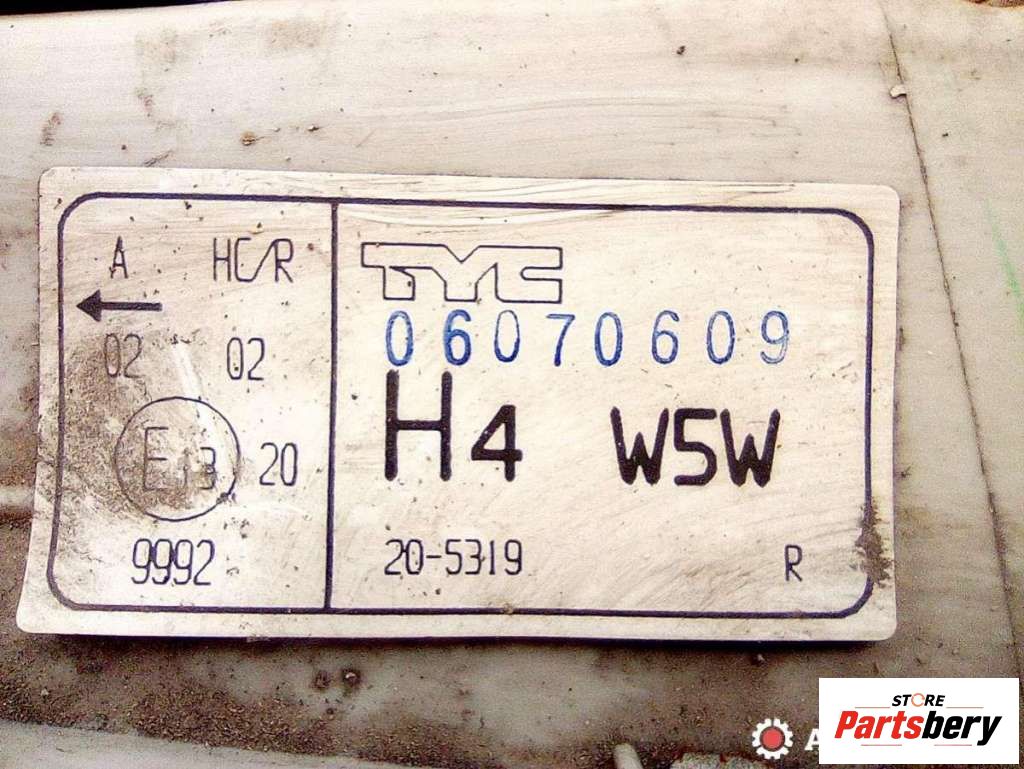 A HC/R
02 02
E13 20
9992
TYC
06070609
H4 W5W
20-5319 R
STORE
Partsbery